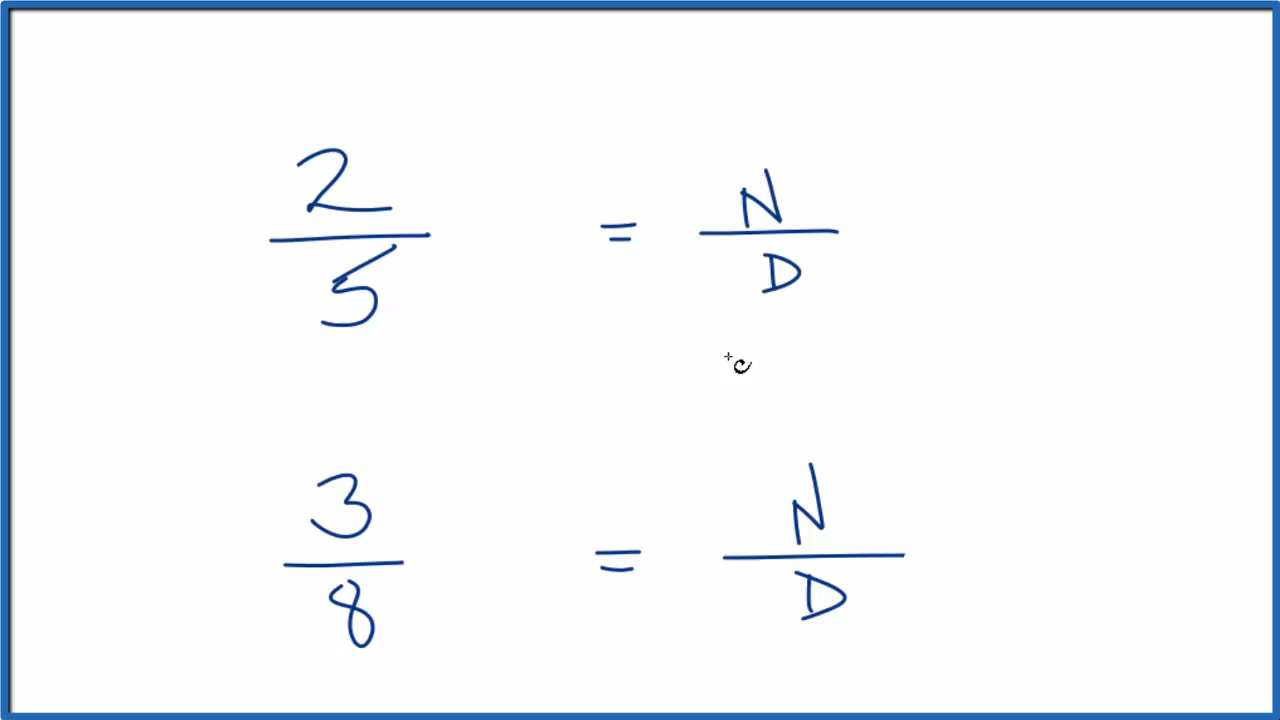 2/5 = N/D
3/8 = N/D